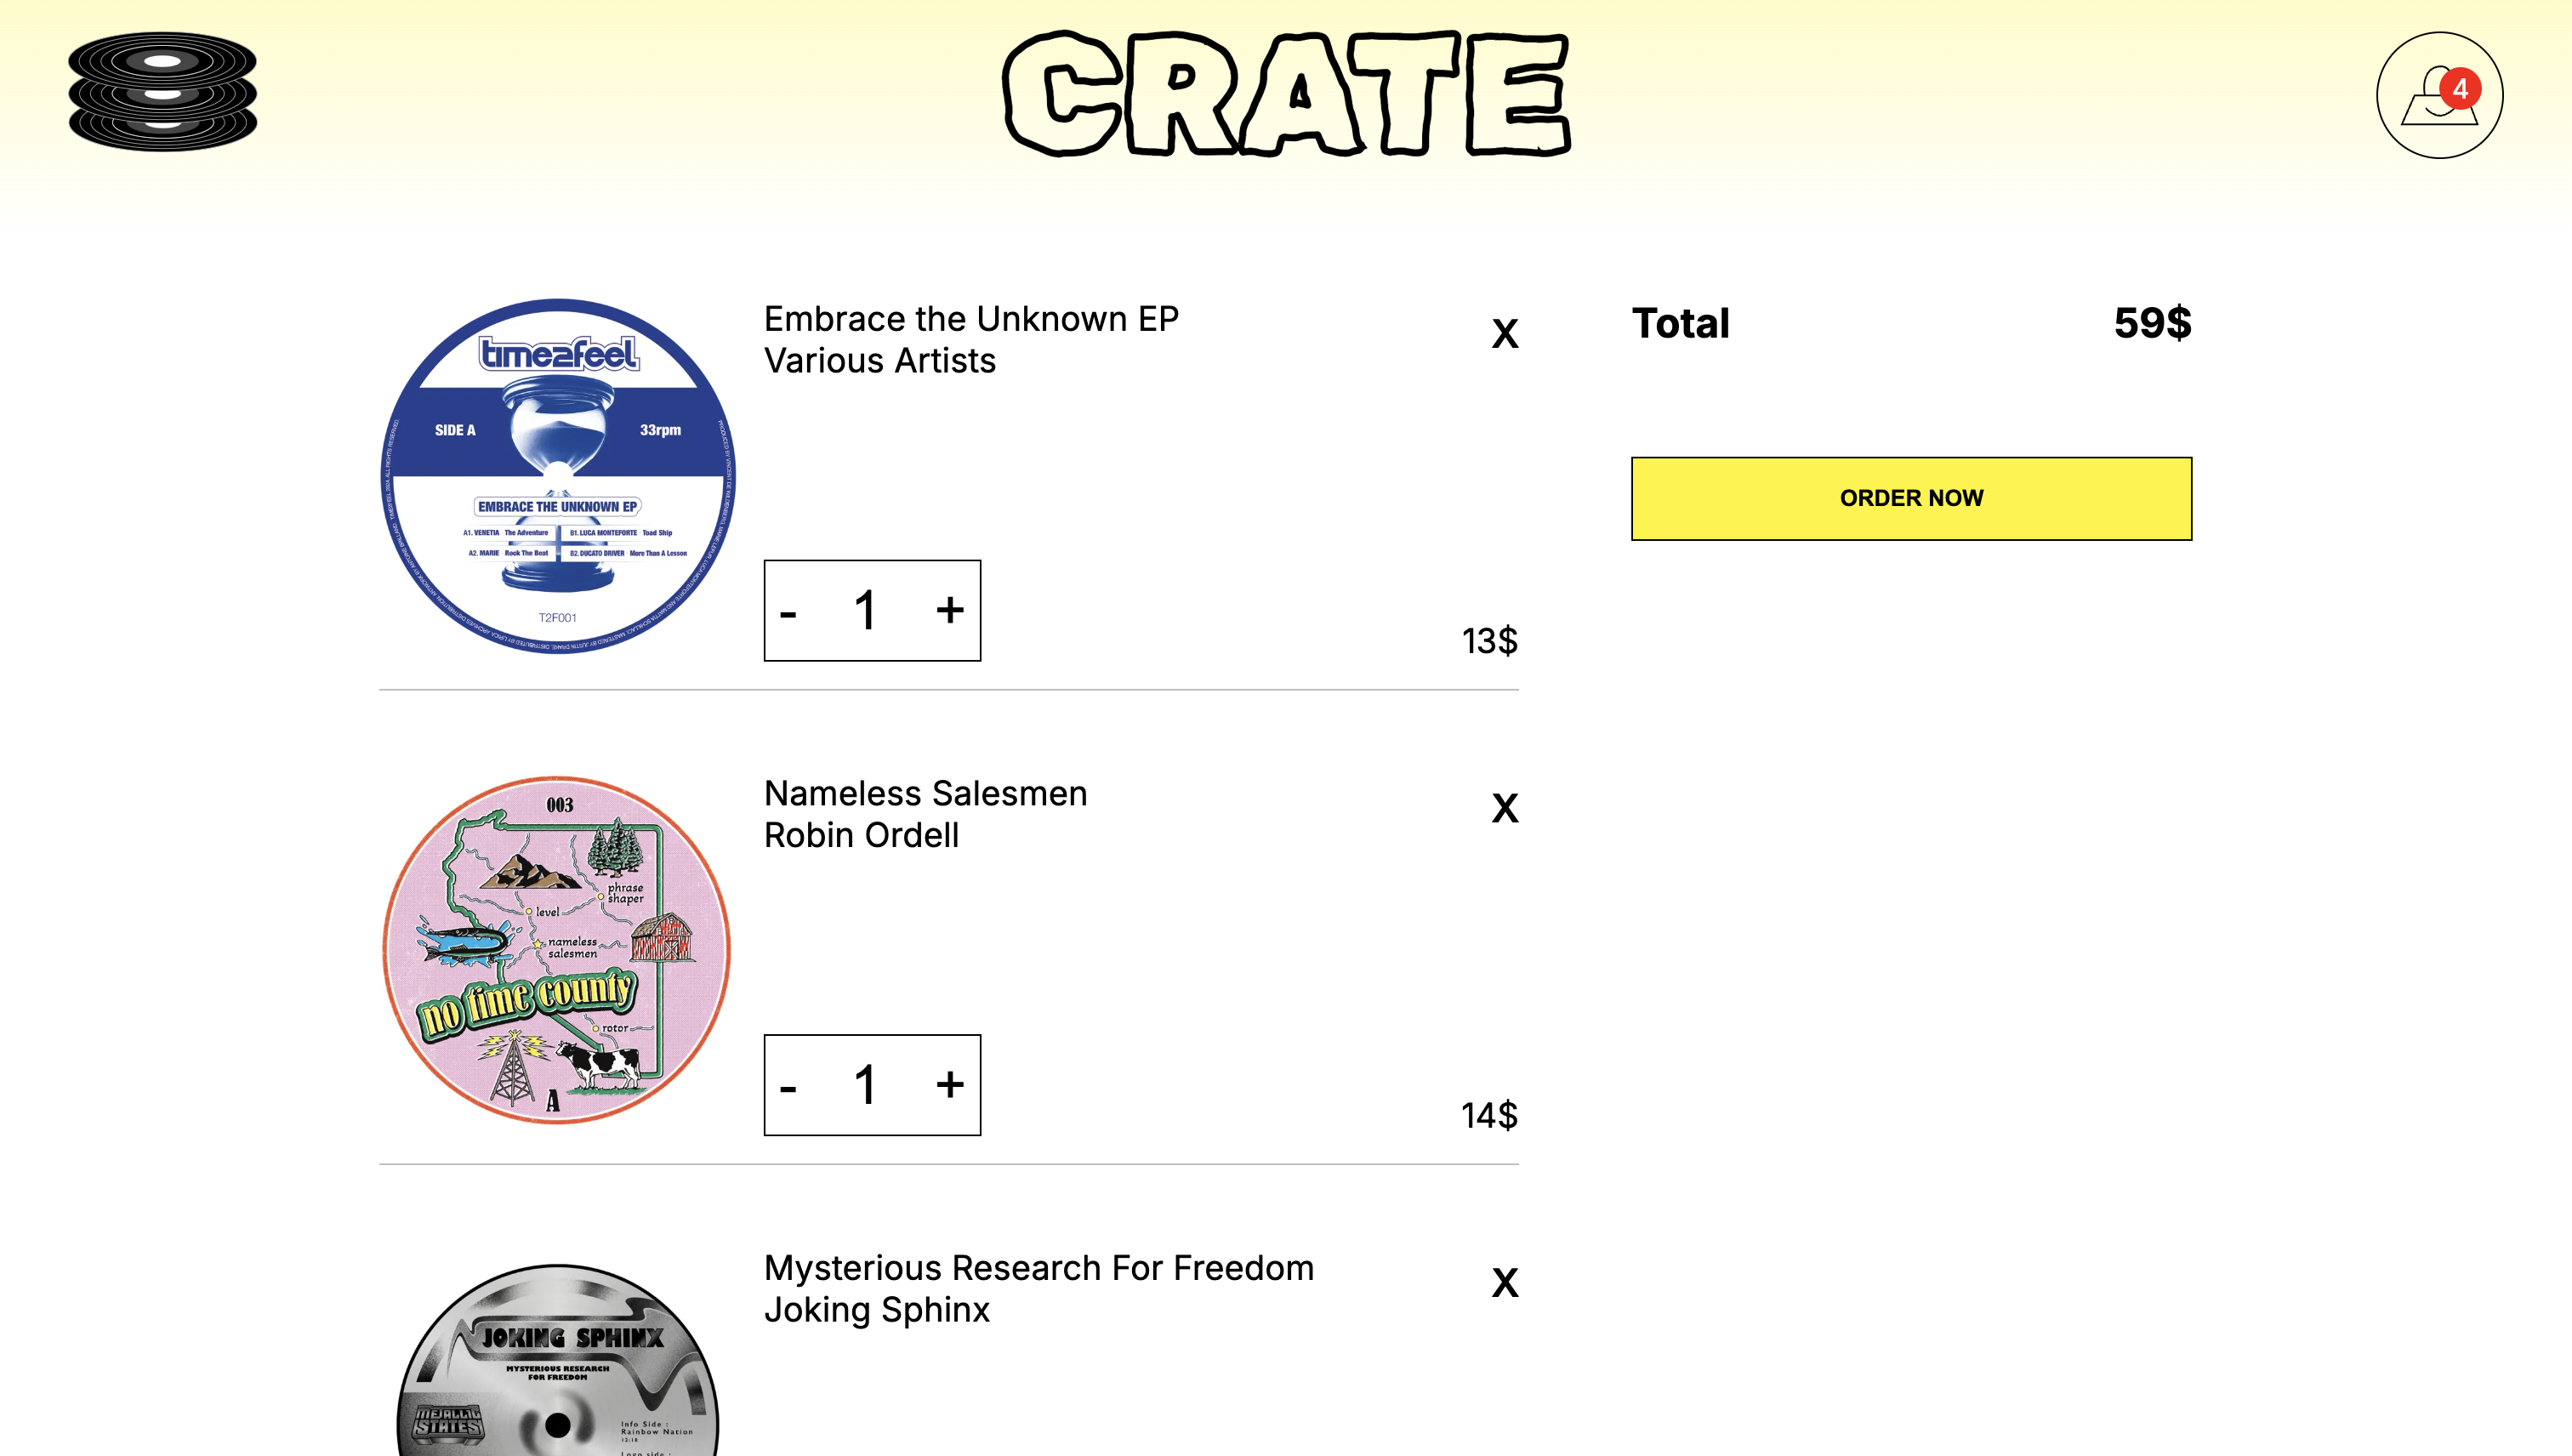 CRATE
4
Embrace the Unknown EP
Various Artists
X
time2feel
SIDE A
33rpm
EMBRACE THE UNKNOWN EP
A1. VENETIA The Adventure
B1. LUCA MONTEFORTE Toad Ship
A2. MARIE Rock The Beat
B2. DUCATO DRIVER More Than A Lesson
T2F001
- 1 +
13$
Total 59$
ORDER NOW
Nameless Salesmen
Robin Ordell
X
003
phrase
shaper
level
nameless
salesmen
no time county
rotor
A
- 1 +
14$
Mysterious Research For Freedom
Joking Sphinx
X
JOKING SPHINX
MYSTERIOUS RESEARCH
FOR FREEDOM
METALLIC
STATES
Info Side :
Rainbow Nation